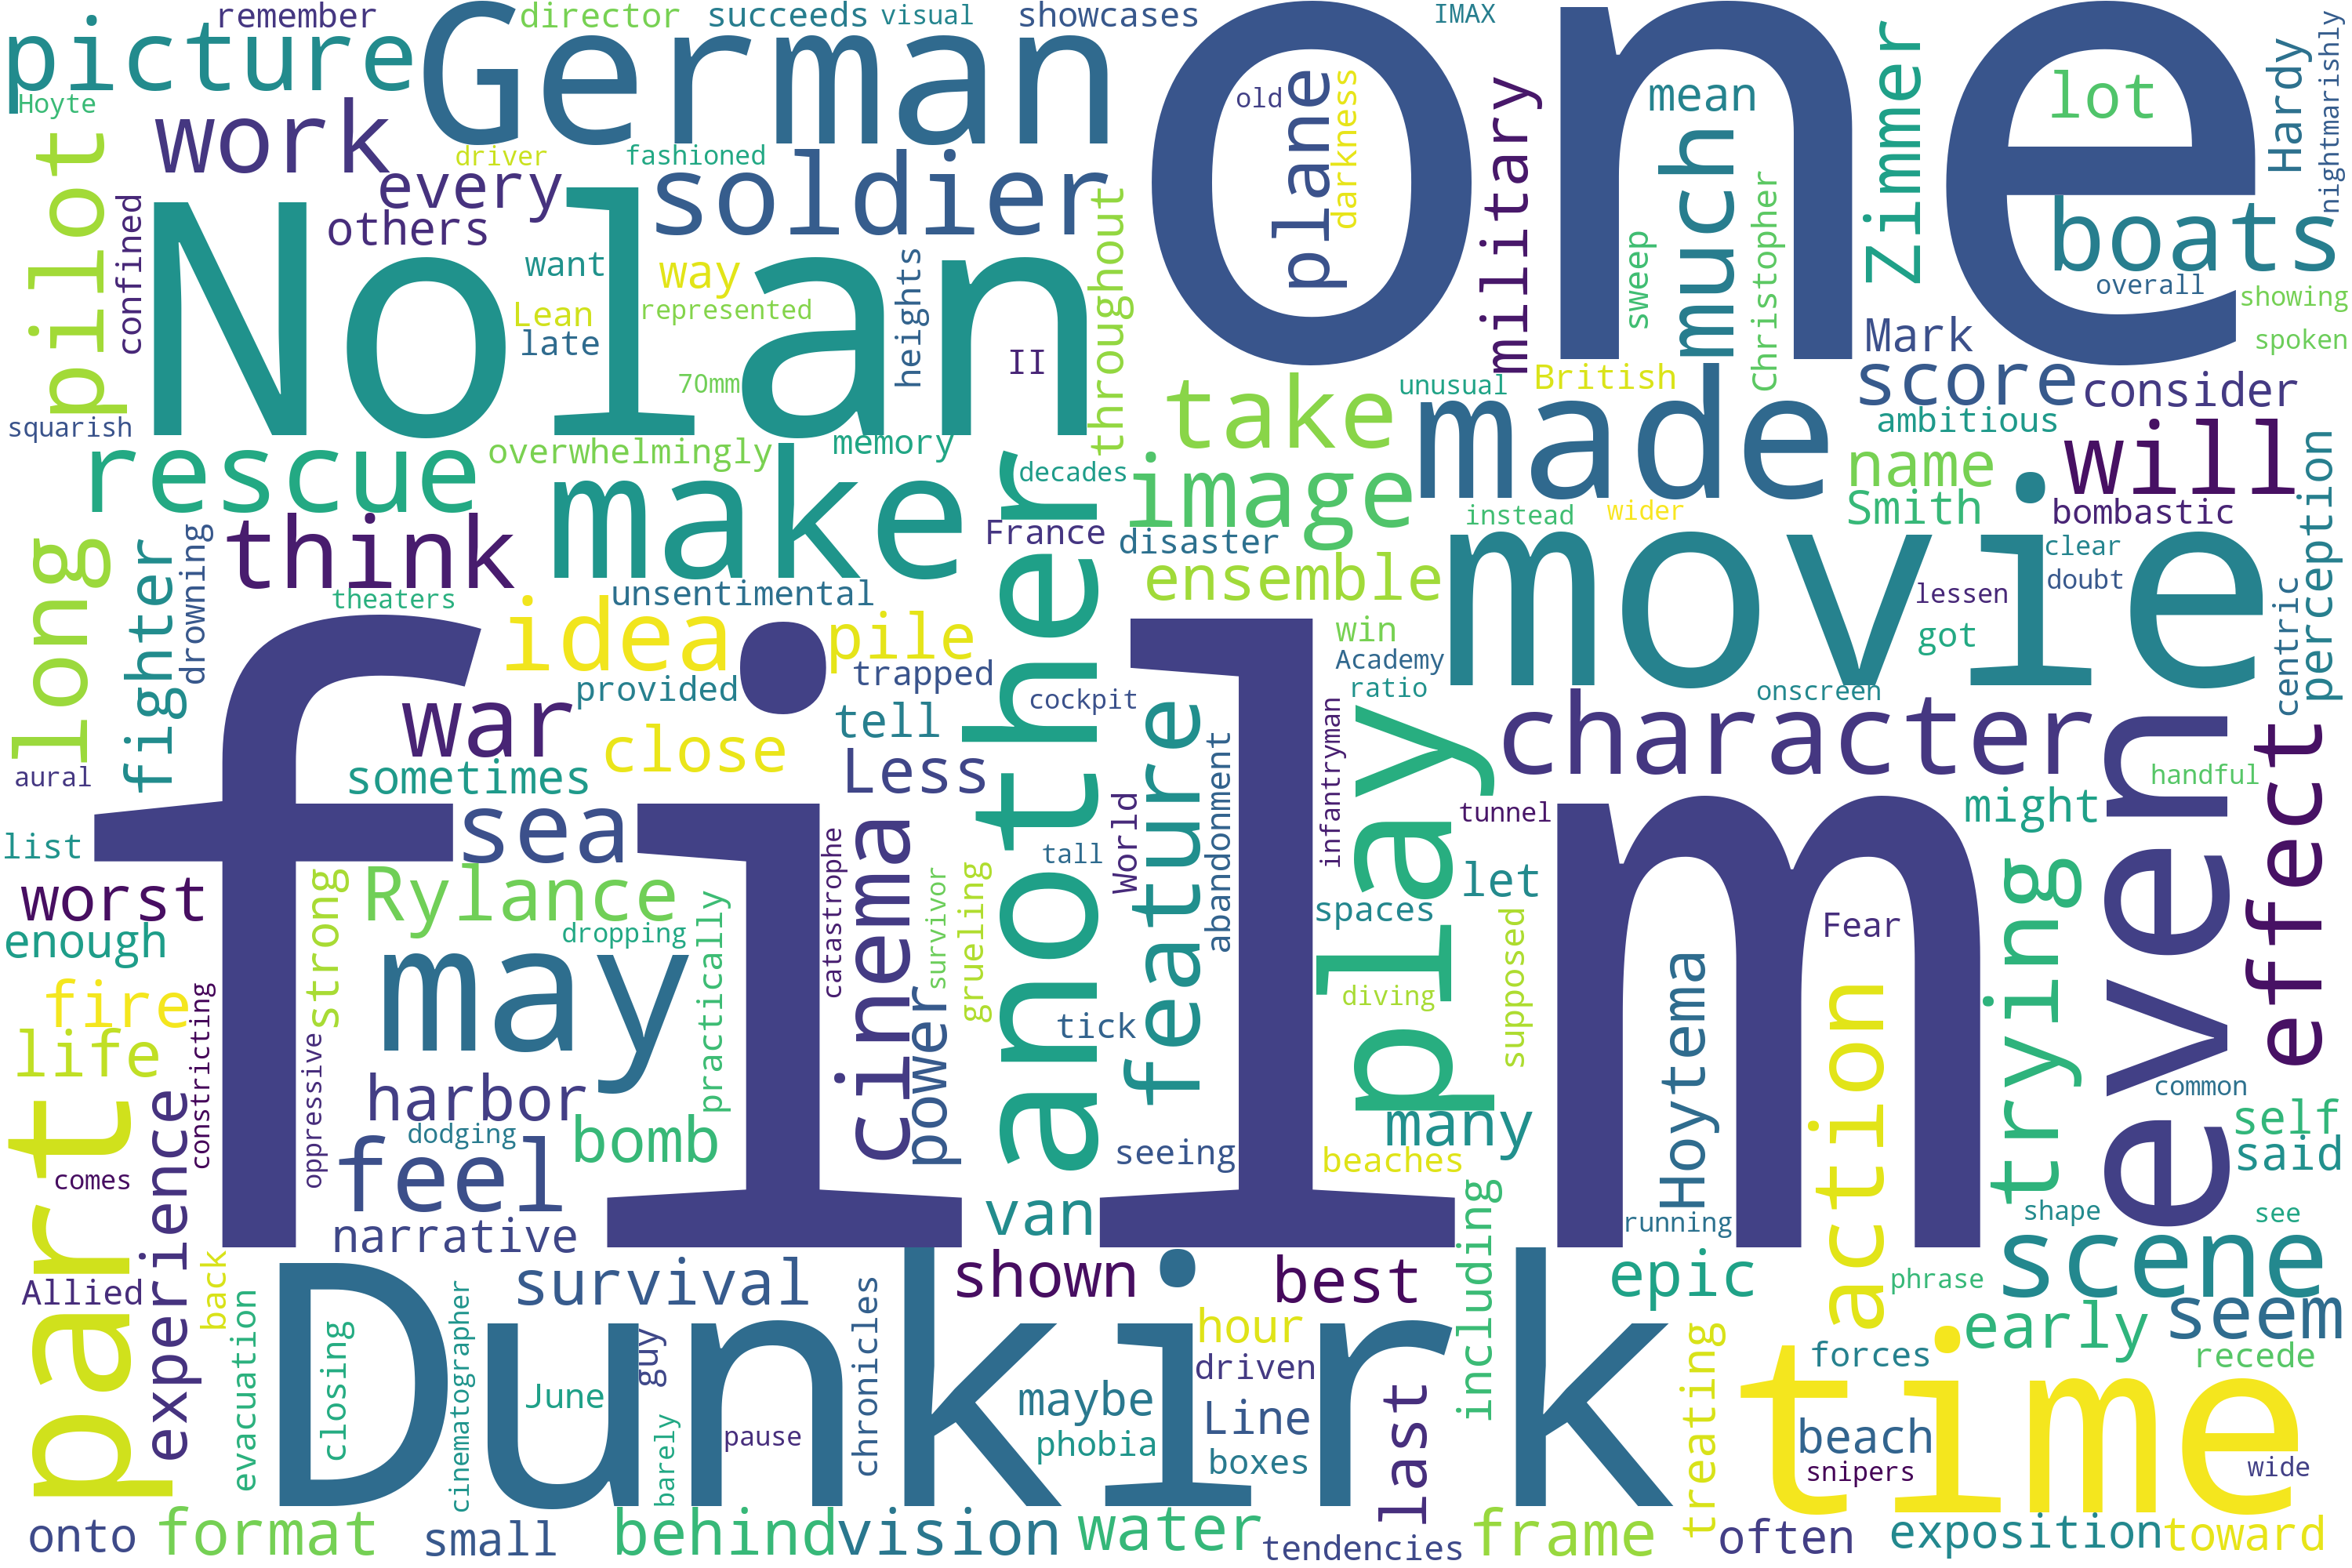 remember
director
succeeds
visual
showcases
IMAX
picture
German
one
Hoyte
work
old
plane
darkness
military
mean
much
Zimmer
lot
Hardy
nightmarishly
pilot
driver
fashioned
every
soldier
others
confined
Nolan
want
way
heights
throughout
sweep
Christopher
boats
overall
showing
Lean
represented
late
II
Mark
spoken
70mm
take
unusual
British
score
consider
squarish
overwhelmingly
memory
made
ambitious
rescue
decades
image
name
will
perception
make
another
think
France
disaster
instead
wider
Smith
bombastic
long
fighter
drowning
unsentimental
ensemble
movie
clear
doubt
centric
theaters
idea
pile
win
lessen
got
trapped
Academy
provided
cockpit
ratio
onscreen
war
tell
feature
play
character
even
effect
close
Less
abandonment
infantryman
aural
sometimes
handful
film
sea
cinema
World
tunnel
might
list
catastrophe
tall
trying
worst
strong
Rylance
survivor
grueling
let
spaces
Fear
enough
dropping
practically
supposed
Hoytema
action
fire
may
power
diving
life
constricting
oppressive
tick
harbor
common
many
self
part
experience
dodging
bomb
seeing
beaches
said
comes
feel
van
including
running
shape
see
narrative
scene
Allied
back
survival
shown
best
epic
phrase
seem
evacuation
closing
cinematographer
Dunkirk
chronicles
hour
early
June
guy
driven
last
treating
time
forces
recede
maybe
Line
beach
barely
pause
phobia
boxes
snipers
wide
onto
format
small
behind
vision
water
tendencies
frame
often
exposition
toward